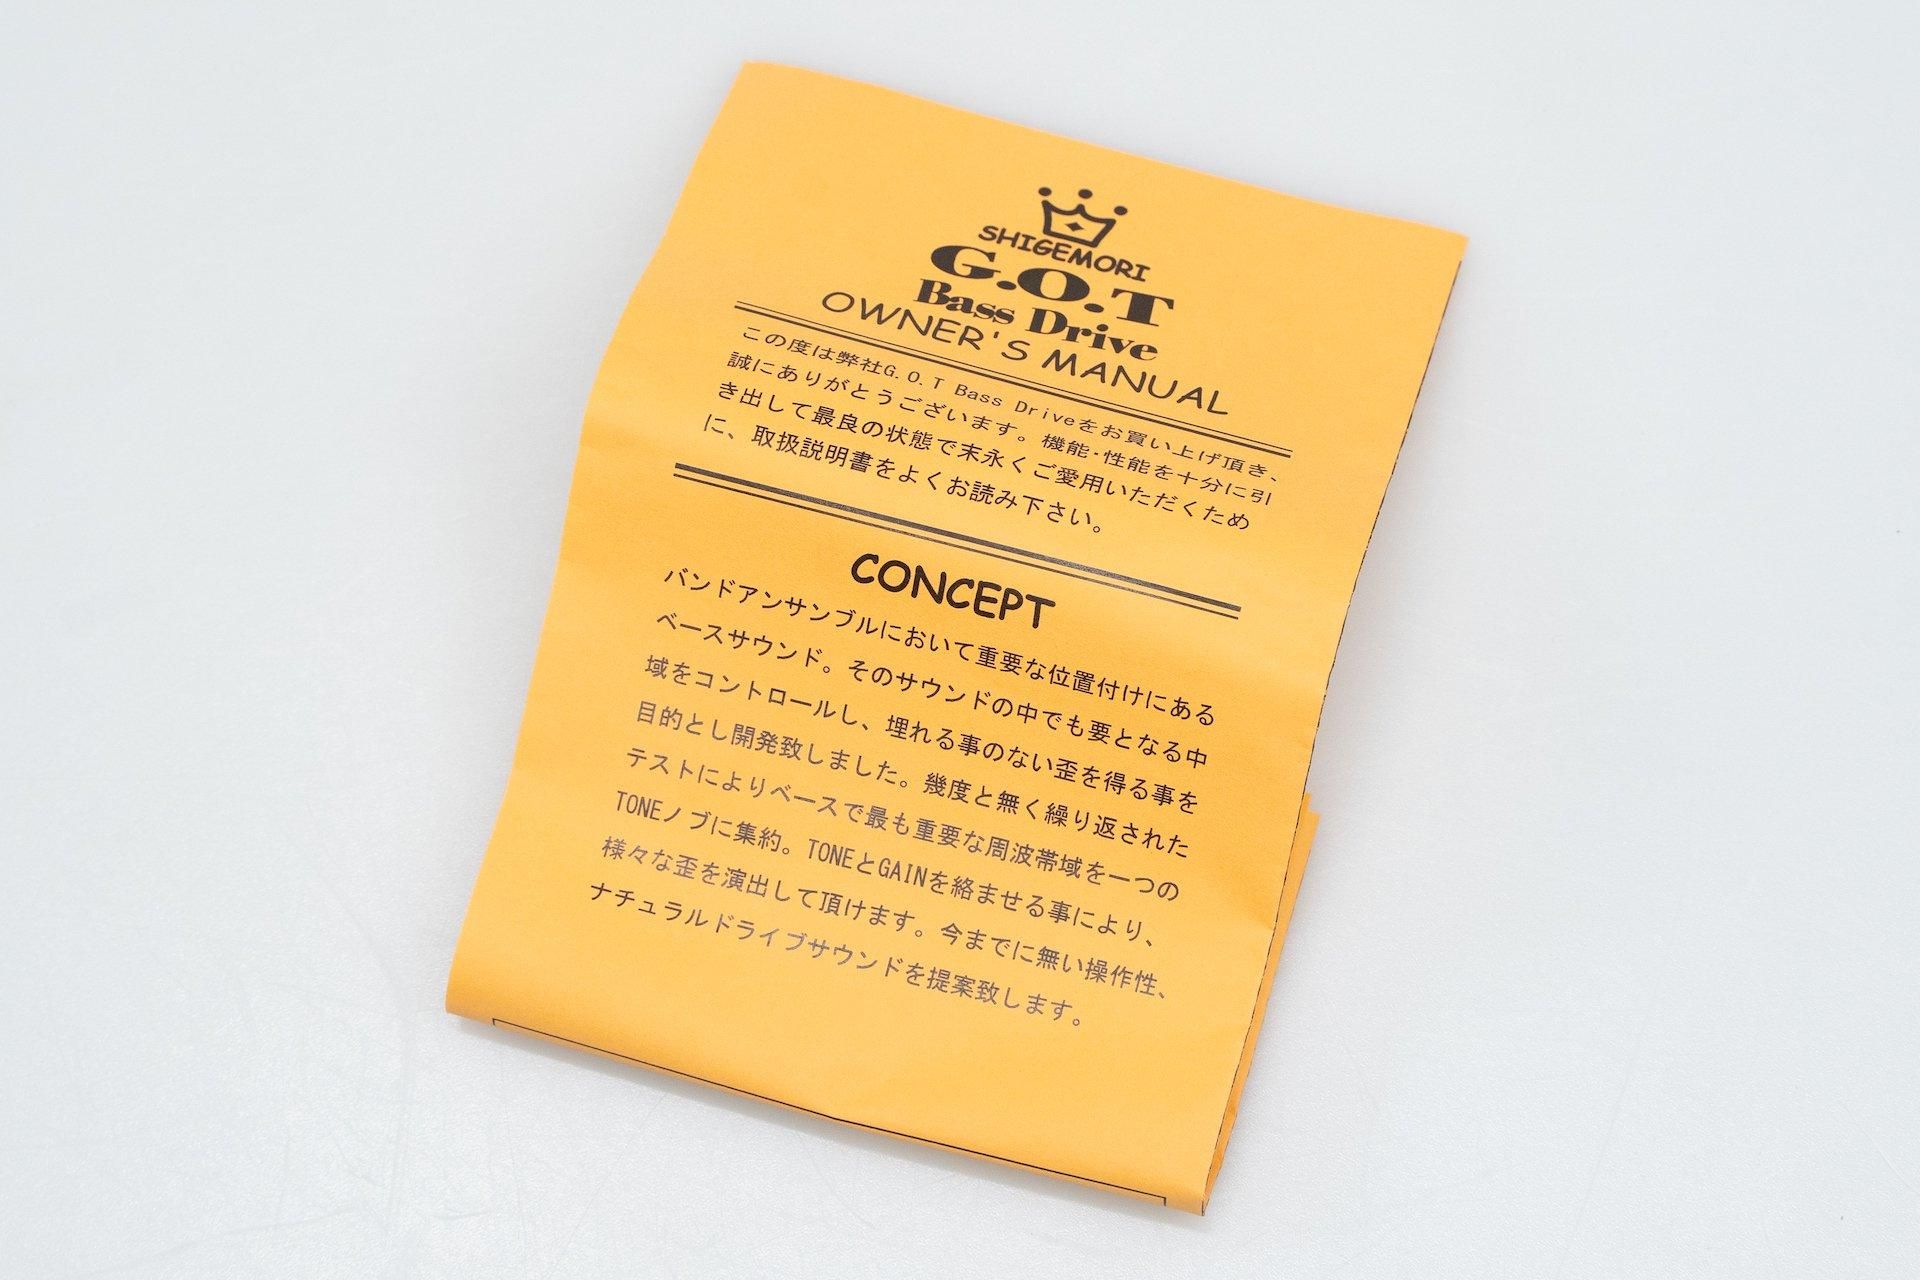 SHIGEMORI
G.O.T
Bass Drive
OWNER'S MANUAL
この度は弊社G.O.T Bass Driveをお買い上げ頂き、
誠にありがとうございます。機能・性能を十分に引
き出して最良の状態で末永くご愛用いただくため
に、取扱説明書をよくお読み下さい。
CONCEPT
バンドアンサンブルにおいて重要な位置付けにある
ベースサウンド。そのサウンドの中でも要となる中
域をコントロールし、埋れる事のない歪を得る事を
目的とし開発致しました。幾度と無く繰り返された
テストによりベースで最も重要な周波帯域を一つの
TONEノブに集約。TONEとGAINを絡ませる事により、
様々な歪を演出して頂けます。今までに無い操作性、
ナチュラルドライブサウンドを提案致します。